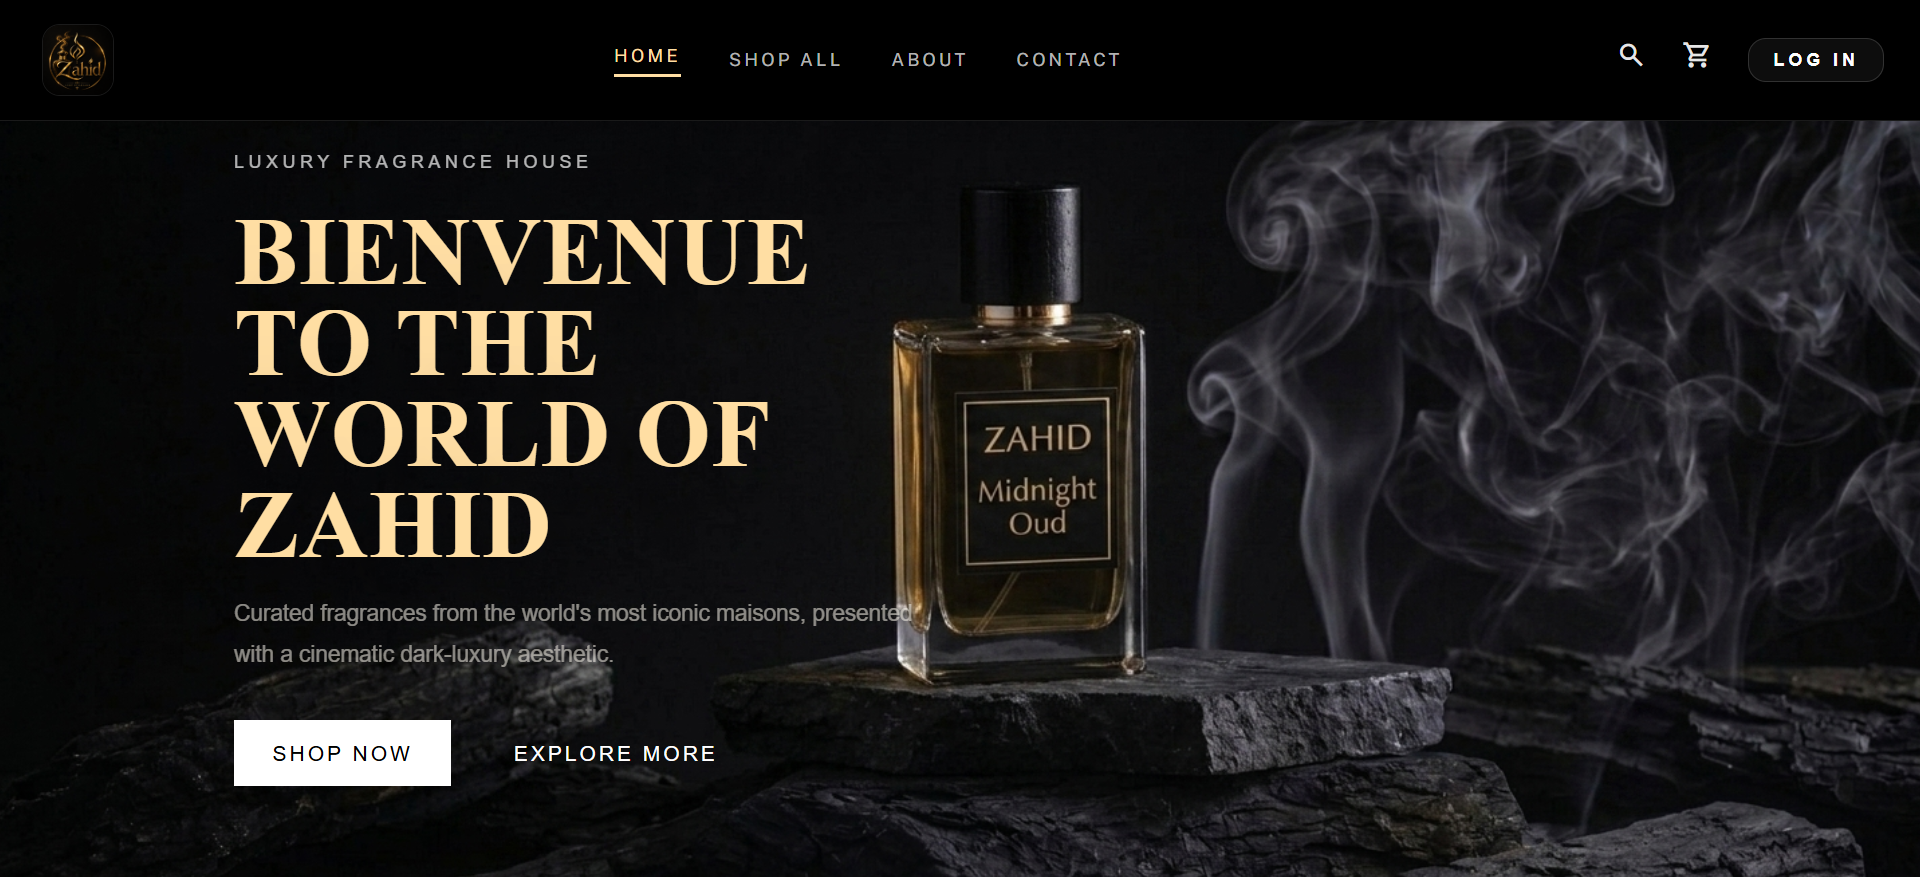 Zahid
HOME
SHOP ALL
ABOUT
CONTACT
LOG IN
LUXURY FRAGRANCE HOUSE
BIENVENUE
TO THE
WORLD OF
ZAHID
Curated fragrances from the world's most iconic maisons, presented
with a cinematic dark-luxury aesthetic.
SHOP NOW
EXPLORE MORE
ZAHID
Midnight
Oud